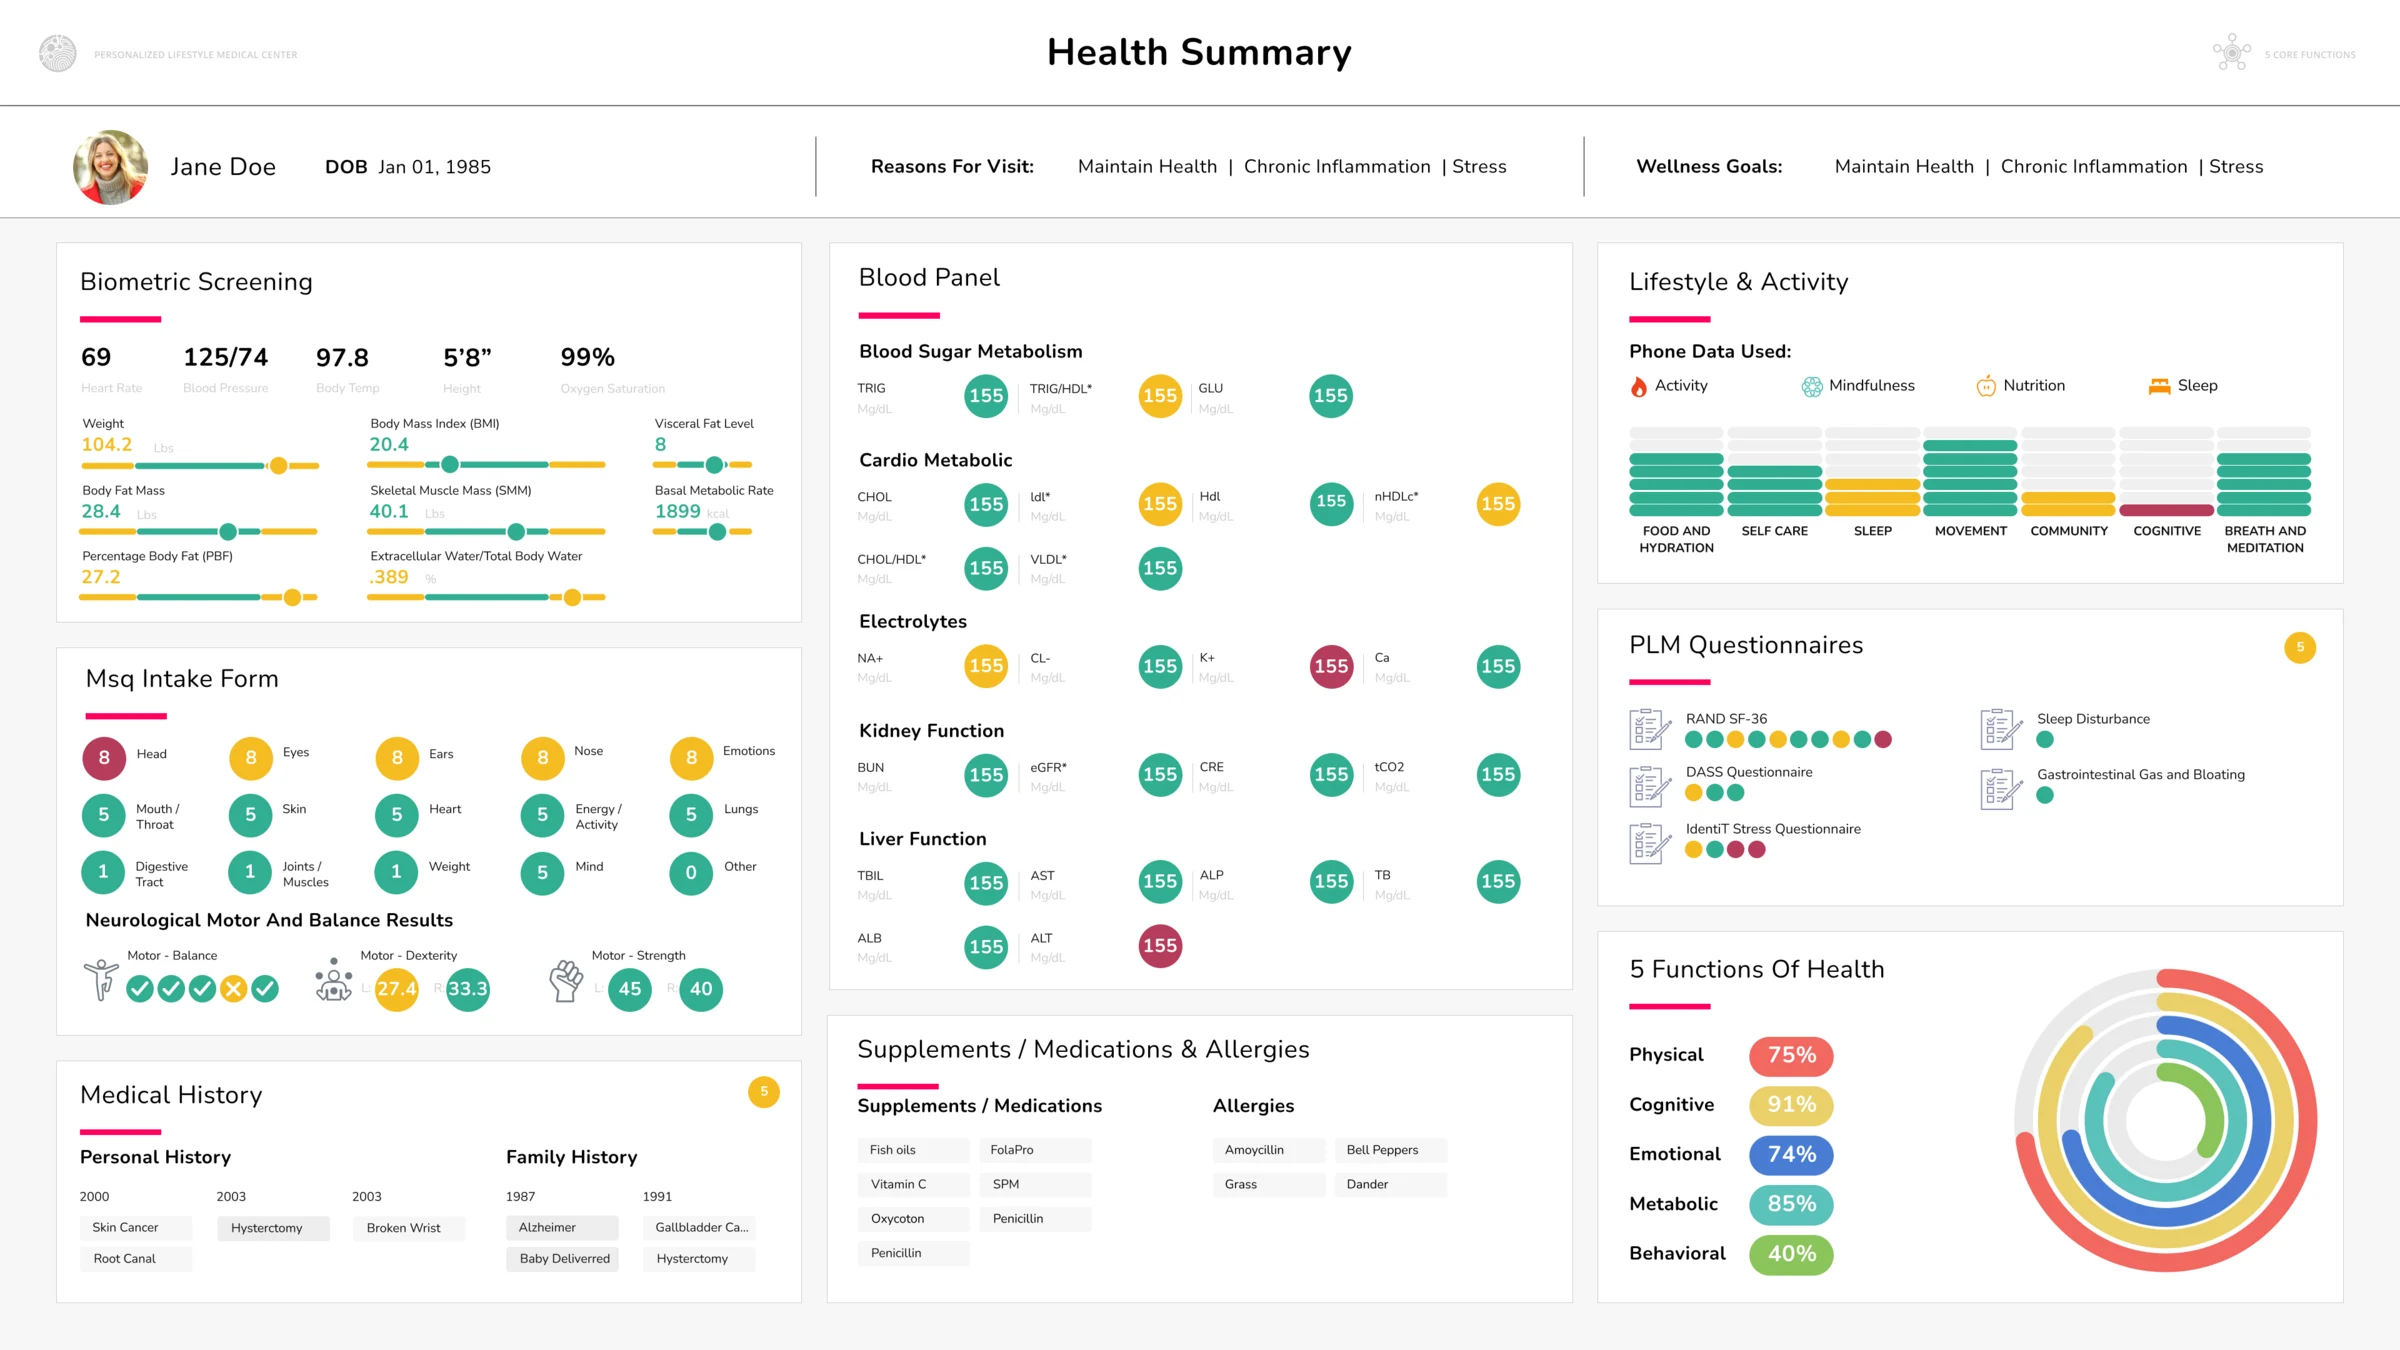 PERSONALIZED LIFESTYLE MEDICAL CENTER
Health Summary
5 CORE FUNCTIONS
Jane Doe
DOB Jan 01, 1985
Reasons For Visit: Maintain Health | Chronic Inflammation | Stress
Wellness Goals: Maintain Health | Chronic Inflammation | Stress
Biometric Screening
69 125/74 97.8 5’8” 99%
Heart Rate Blood Pressure Body Temp Height Oxygen Saturation
Weight Body Mass Index (BMI) Visceral Fat Level
104.2 Lbs 20.4 8
Body Fat Mass Skeletal Muscle Mass (SMM) Basal Metabolic Rate
28.4 Lbs 40.1 Lbs 1899 kcal
Percentage Body Fat (PBF) Extracellular Water/Total Body Water
27.2 .389 %
Msq Intake Form
8 Head 8 Eyes 8 Ears 8 Nose 8 Emotions
5 Mouth / Throat 5 Skin 5 Heart 5 Energy / Activity 5 Lungs
1 Digestive Tract 1 Joints / Muscles 1 Weight 5 Mind 0 Other
Neurological Motor And Balance Results
Motor - Balance Motor - Dexterity Motor - Strength
L: 27.4 R: 33.3 L: 45 R: 40
Medical History 5
Personal History Family History
2000 2003 2003 1987 1991
Skin Cancer Hysterctomy Broken Wrist Alzheimer Gallbladder Ca...
Root Canal Baby Deliverred Hysterctomy
Blood Panel
Blood Sugar Metabolism
TRIG 155 TRIG/HDL* 155 GLU 155
Mg/dL Mg/dL Mg/dL
Cardio Metabolic
CHOL 155 ldl* 155 Hdl 155 nHDLc* 155
Mg/dL Mg/dL Mg/dL Mg/dL
CHOL/HDL* 155 VLDL* 155
Mg/dL Mg/dL
Electrolytes
NA+ 155 CL- 155 K+ 155 Ca 155
Mg/dL Mg/dL Mg/dL Mg/dL
Kidney Function
BUN 155 eGFR* 155 CRE 155 tCO2 155
Mg/dL Mg/dL Mg/dL Mg/dL
Liver Function
TBIL 155 AST 155 ALP 155 TB 155
Mg/dL Mg/dL Mg/dL Mg/dL
ALB 155 ALT 155
Mg/dL Mg/dL
Supplements / Medications & Allergies
Supplements / Medications Allergies
Fish oils FolaPro Amoycillin Bell Peppers
Vitamin C SPM Grass Dander
Oxycoton Penicillin
Penicillin
Lifestyle & Activity
Phone Data Used:
Activity Mindfulness Nutrition Sleep
FOOD AND HYDRATION SELF CARE SLEEP MOVEMENT COMMUNITY COGNITIVE BREATH AND MEDITATION
PLM Questionnaires 5
RAND SF-36 Sleep Disturbance
DASS Questionnaire Gastrointestinal Gas and Bloating
IdentiT Stress Questionnaire
5 Functions Of Health
Physical 75%
Cognitive 91%
Emotional 74%
Metabolic 85%
Behavioral 40%